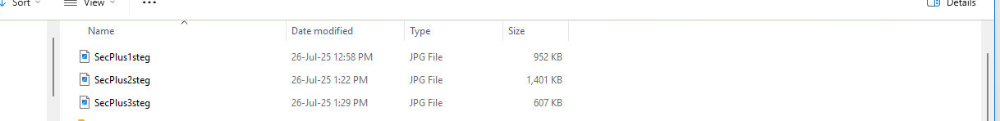 Sort View ••• Details
Name Date modified Type Size
SecPlus1steg 26-Jul-25 12:58 PM JPG File 952 KB
SecPlus2steg 26-Jul-25 1:22 PM JPG File 1,401 KB
SecPlus3steg 26-Jul-25 1:29 PM JPG File 607 KB